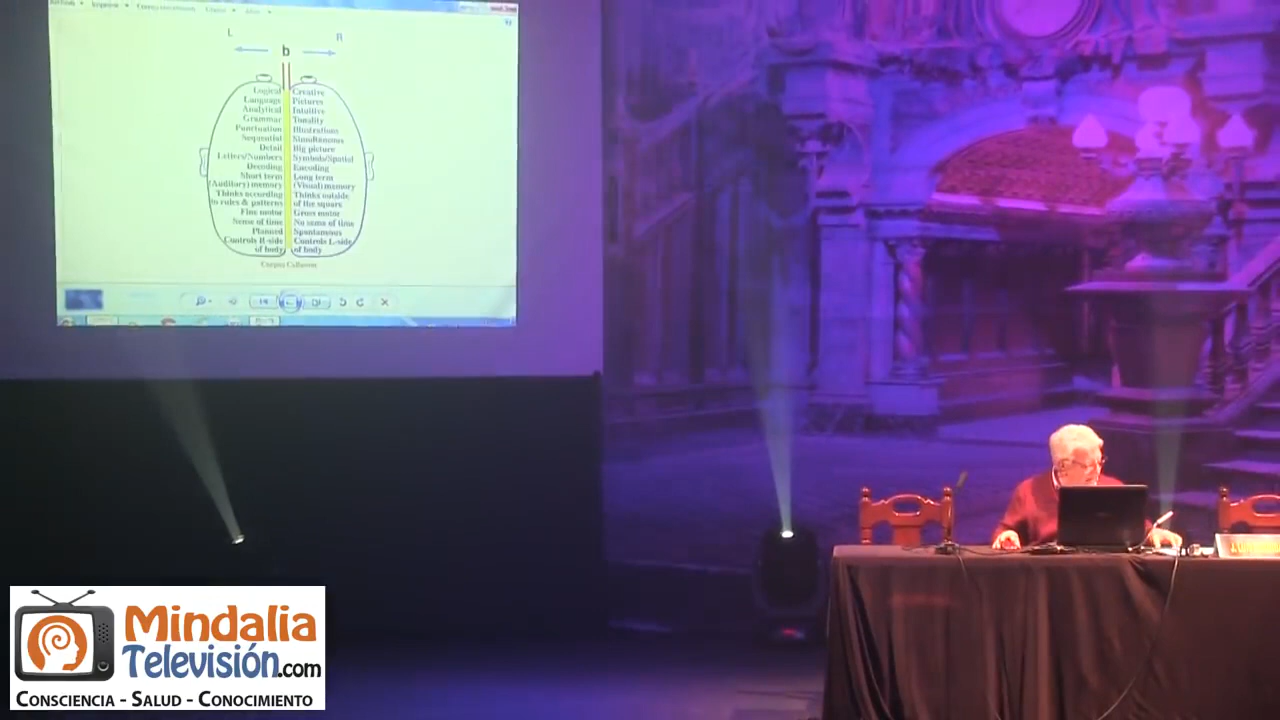 L
R
b
Logical
Creative
Language
Pictures
Analytical
Intuitive
Grammar
Tonality
Punctuation
Illustrations
Sequential
Simultaneous
Detail
Big picture
Letters/Numbers
Symbols/Spatial
Decoding
Encoding
Short term
Long term
(Auditory) memory
(Visual) memory
Thinks according
Thinks outside
to rules & patterns
of the square
Fine motor
Gross motor
Sense of time
No sense of time
Planned
Spontaneous
Controls R-side
Controls L-side
of body
of body
Corpus Callosum
Mindalia
Televisión.com
CONSCIENCIA - SALUD - CONOCIMIENTO